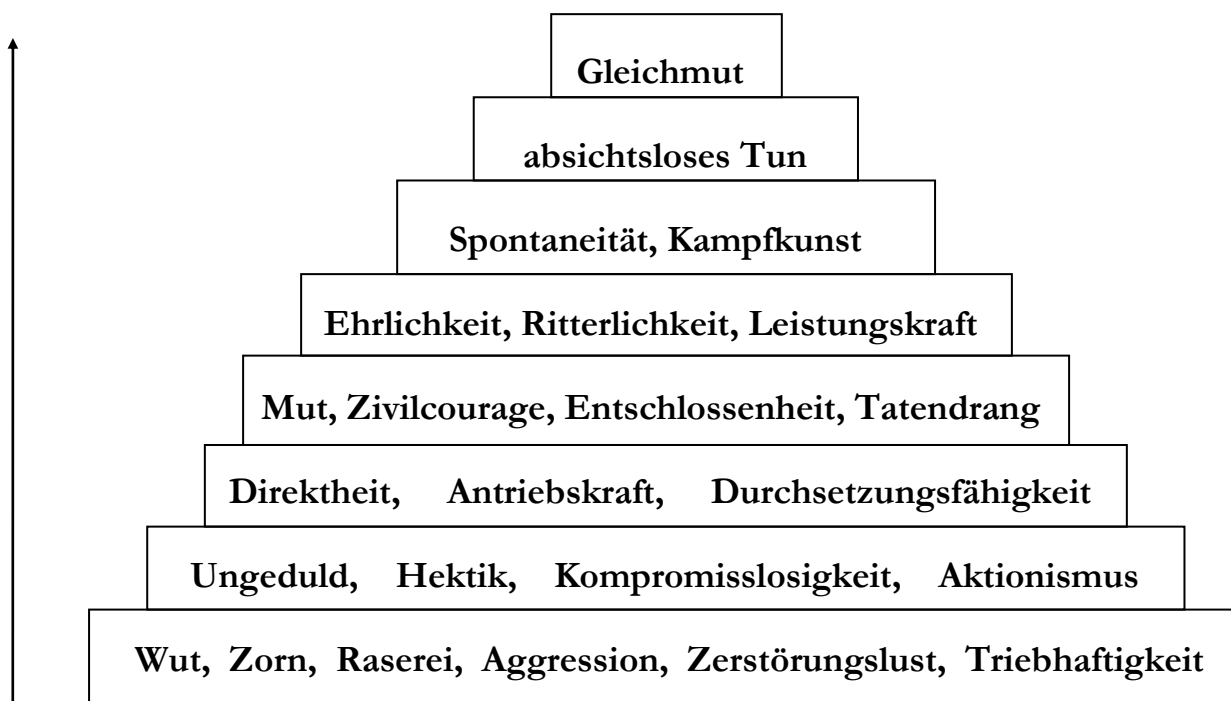 Gleichmut
absichtsloses Tun
Spontaneität, Kampfkunst
Ehrlichkeit, Ritterlichkeit, Leistungskraft
Mut, Zivilcourage, Entschlossenheit, Tatendrang
Direktheit, Antriebskraft, Durchsetzungsfähigkeit
Ungeduld, Hektik, Kompromisslosigkeit, Aktionismus
Wut, Zorn, Raserei, Aggression, Zerstörungslust, Triebhaftigkeit